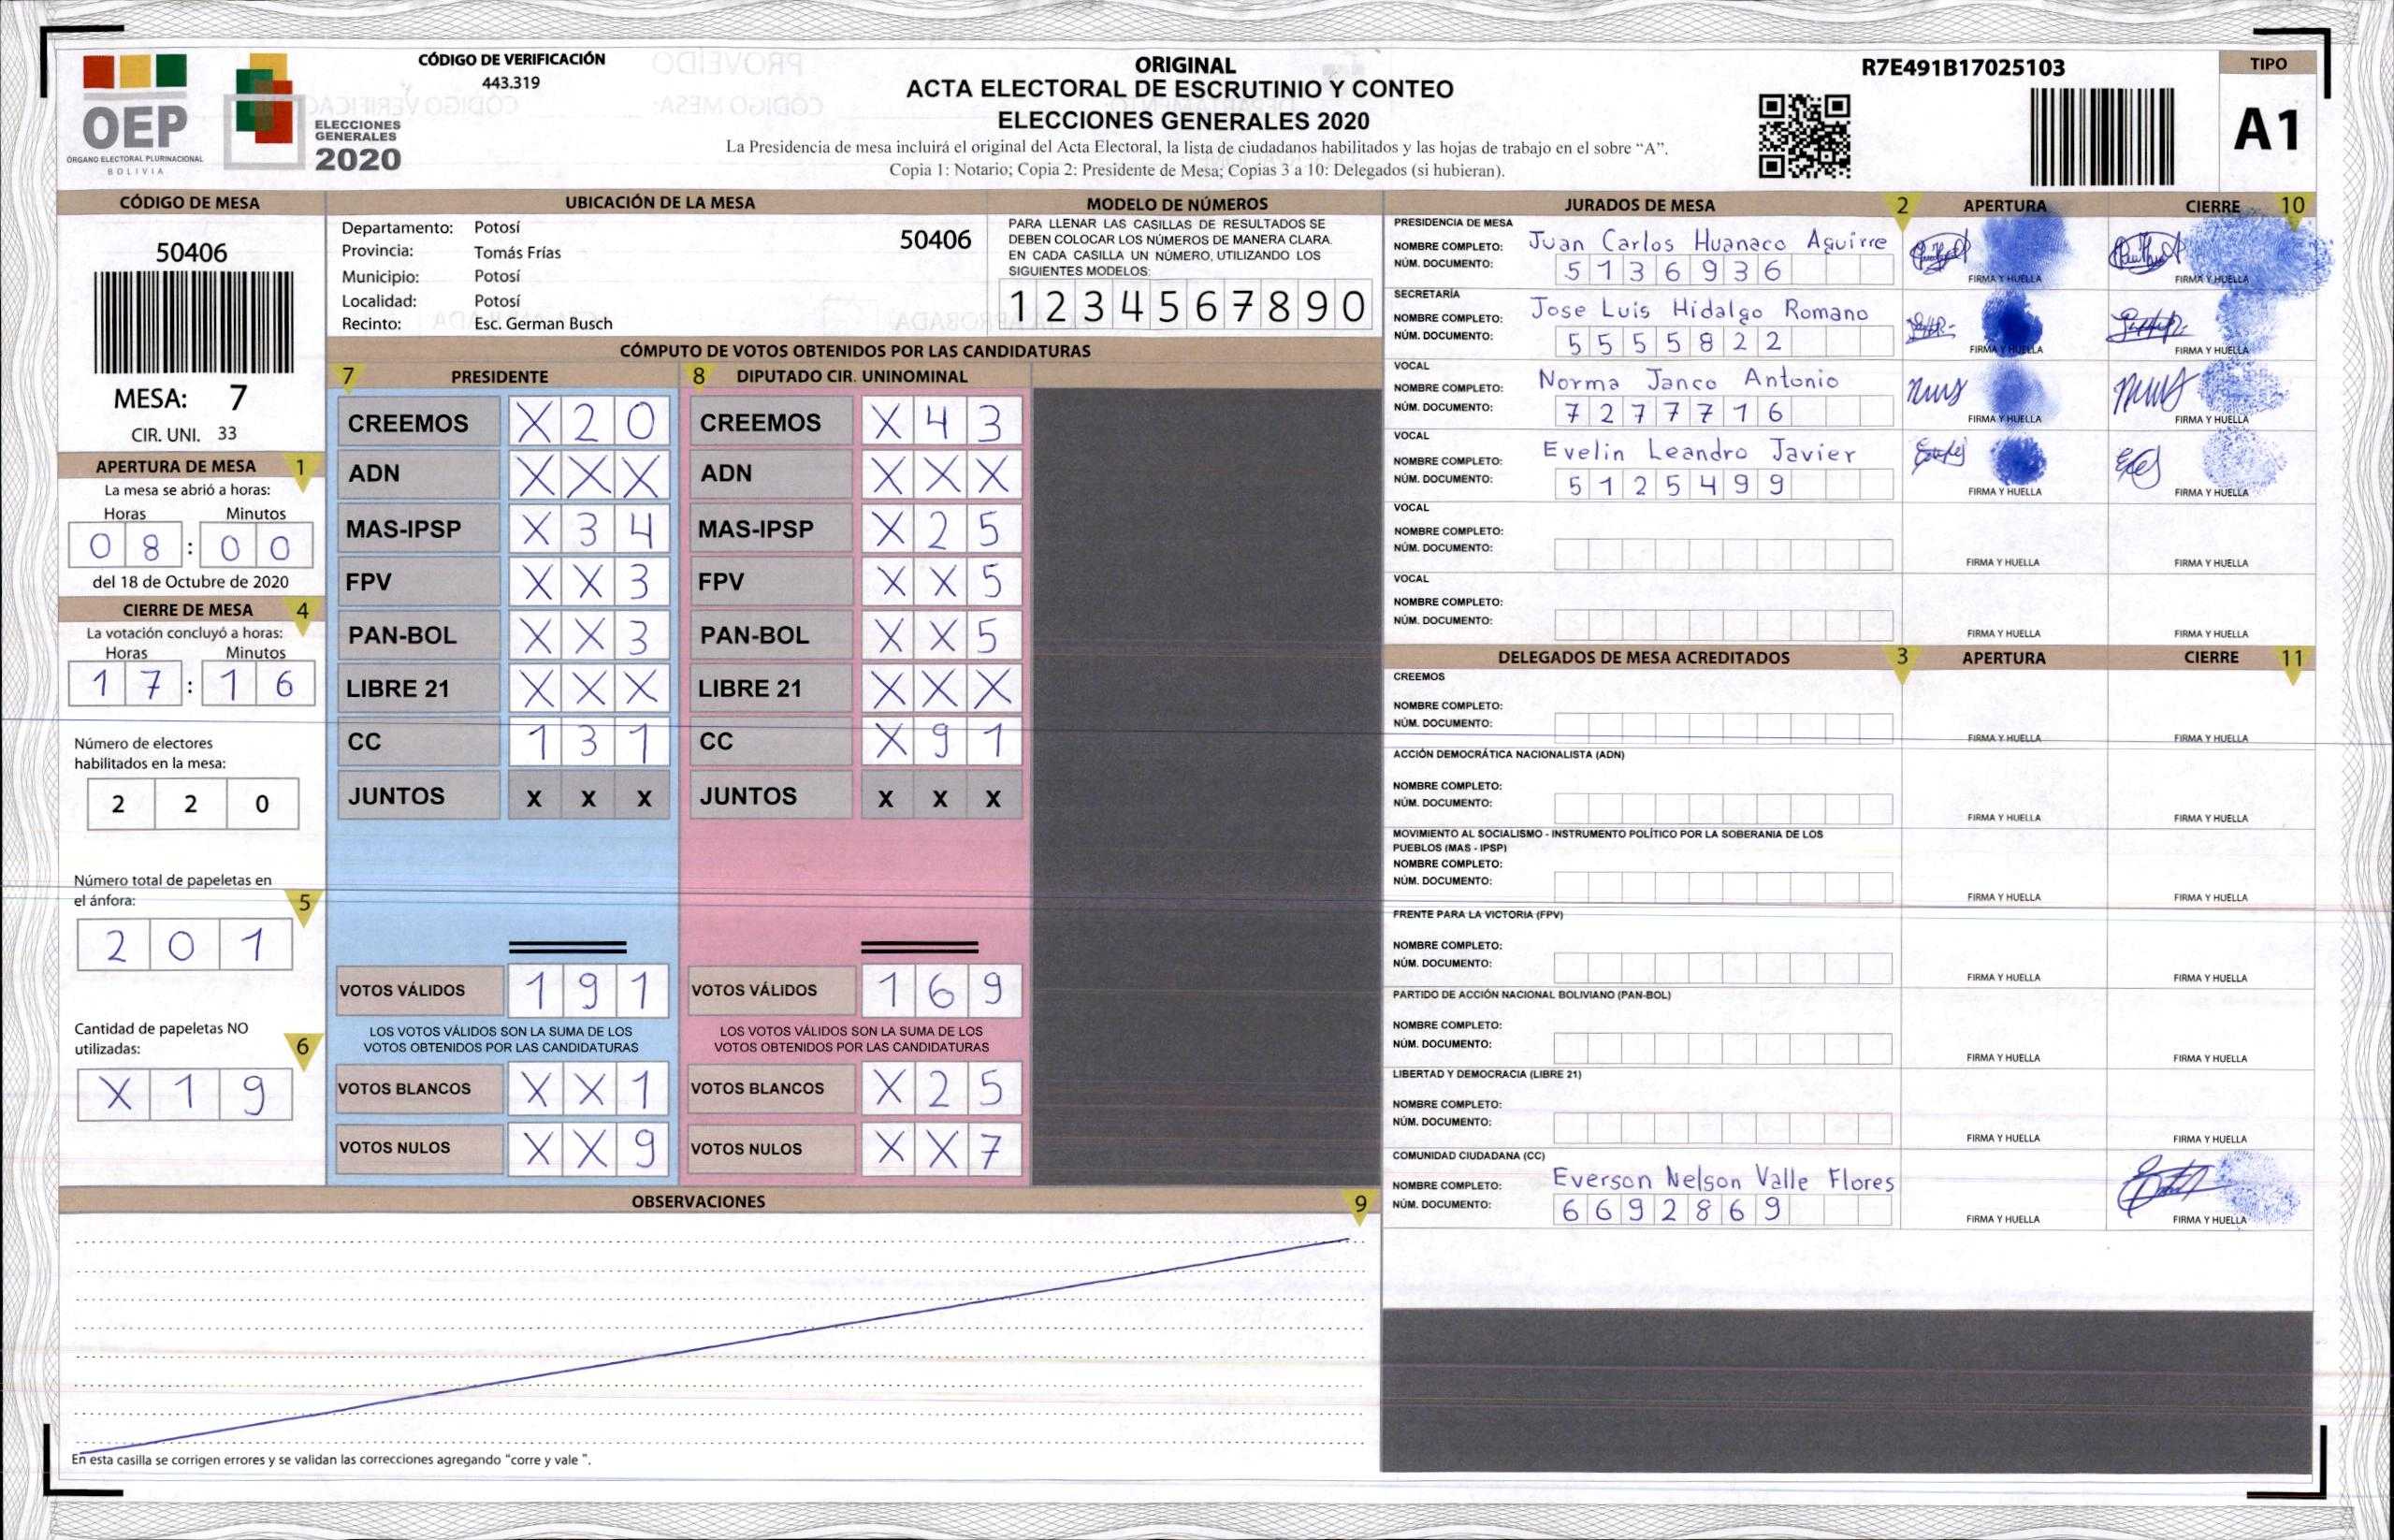 CÓDIGO DE VERIFICACIÓN
443.319
ORIGINAL
ACTA ELECTORAL DE ESCRUTINIO Y CONTEO
ELECCIONES GENERALES 2020
La Presidencia de mesa incluirá el original del Acta Electoral, la lista de ciudadanos habilitados y las hojas de trabajo en el sobre “A”.
Copia 1: Notario; Copia 2: Presidente de Mesa; Copias 3 a 10: Delegados (si hubieran).
R7E491B17025103
TIPO
A1
OEP
ÓRGANO ELECTORAL PLURINACIONAL
BOLIVIA
ELECCIONES
GENERALES
2020
CÓDIGO DE MESA
50406
MESA: 7
CIR. UNI. 33
APERTURA DE MESA 1
La mesa se abrió a horas:
Horas Minutos
0 8 : 0 0
del 18 de Octubre de 2020
CIERRE DE MESA 4
La votación concluyó a horas:
Horas Minutos
1 7 : 1 6
Número de electores
habilitados en la mesa:
2 2 0
Número total de papeletas en
el ánfora: 5
2 0 1
Cantidad de papeletas NO
utilizadas: 6
X 1 9
UBICACIÓN DE LA MESA
Departamento: Potosí
50406
Provincia: Tomás Frías
Municipio: Potosí
Localidad: Potosí
Recinto: Esc. German Busch
MODELO DE NÚMEROS
PARA LLENAR LAS CASILLAS DE RESULTADOS SE
DEBEN COLOCAR LOS NÚMEROS DE MANERA CLARA.
EN CADA CASILLA UN NÚMERO, UTILIZANDO LOS
SIGUIENTES MODELOS:
1 2 3 4 5 6 7 8 9 0
CÓMPUTO DE VOTOS OBTENIDOS POR LAS CANDIDATURAS
7 PRESIDENTE
CREEMOS X 2 0
ADN X X X
MAS-IPSP X 3 4
FPV X X 3
PAN-BOL X X 3
LIBRE 21 X X X
CC 1 3 1
JUNTOS X X X
VOTOS VÁLIDOS 1 9 1
LOS VOTOS VÁLIDOS SON LA SUMA DE LOS
VOTOS OBTENIDOS POR LAS CANDIDATURAS
VOTOS BLANCOS X X 1
VOTOS NULOS X X 9
8 DIPUTADO CIR. UNINOMINAL
CREEMOS X 4 3
ADN X X X
MAS-IPSP X 2 5
FPV X X 5
PAN-BOL X X 5
LIBRE 21 X X X
CC X 9 1
JUNTOS X X X
VOTOS VÁLIDOS 1 6 9
LOS VOTOS VÁLIDOS SON LA SUMA DE LOS
VOTOS OBTENIDOS POR LAS CANDIDATURAS
VOTOS BLANCOS X 2 5
VOTOS NULOS X X 7
OBSERVACIONES 9
En esta casilla se corrigen errores y se validan las correcciones agregando “corre y vale ”.
JURADOS DE MESA 2 APERTURA CIERRE 10
PRESIDENCIA DE MESA
NOMBRE COMPLETO: Juan Carlos Huanaco Aguirre
NÚM. DOCUMENTO: 5 1 3 6 9 3 6
FIRMA Y HUELLA FIRMA Y HUELLA
SECRETARÍA
NOMBRE COMPLETO: Jose Luis Hidalgo Romano
NÚM. DOCUMENTO: 5 5 5 5 8 2 2
FIRMA Y HUELLA FIRMA Y HUELLA
VOCAL
NOMBRE COMPLETO: Norma Janco Antonio
NÚM. DOCUMENTO: 7 2 7 7 7 1 6
FIRMA Y HUELLA FIRMA Y HUELLA
VOCAL
NOMBRE COMPLETO: Evelin Leandro Javier
NÚM. DOCUMENTO: 5 1 2 5 4 9 9
FIRMA Y HUELLA FIRMA Y HUELLA
VOCAL
NOMBRE COMPLETO:
NÚM. DOCUMENTO:
FIRMA Y HUELLA FIRMA Y HUELLA
VOCAL
NOMBRE COMPLETO:
NÚM. DOCUMENTO:
FIRMA Y HUELLA FIRMA Y HUELLA
DELEGADOS DE MESA ACREDITADOS 3 APERTURA CIERRE 11
CREEMOS
NOMBRE COMPLETO:
NÚM. DOCUMENTO:
FIRMA Y HUELLA FIRMA Y HUELLA
ACCIÓN DEMOCRÁTICA NACIONALISTA (ADN)
NOMBRE COMPLETO:
NÚM. DOCUMENTO:
FIRMA Y HUELLA FIRMA Y HUELLA
MOVIMIENTO AL SOCIALISMO - INSTRUMENTO POLÍTICO POR LA SOBERANIA DE LOS
PUEBLOS (MAS - IPSP)
NOMBRE COMPLETO:
NÚM. DOCUMENTO:
FIRMA Y HUELLA FIRMA Y HUELLA
FRENTE PARA LA VICTORIA (FPV)
NOMBRE COMPLETO:
NÚM. DOCUMENTO:
FIRMA Y HUELLA FIRMA Y HUELLA
PARTIDO DE ACCIÓN NACIONAL BOLIVIANO (PAN-BOL)
NOMBRE COMPLETO:
NÚM. DOCUMENTO:
FIRMA Y HUELLA FIRMA Y HUELLA
LIBERTAD Y DEMOCRACIA (LIBRE 21)
NOMBRE COMPLETO:
NÚM. DOCUMENTO:
FIRMA Y HUELLA FIRMA Y HUELLA
COMUNIDAD CIUDADANA (CC)
NOMBRE COMPLETO: Everson Nelson Valle Flores
NÚM. DOCUMENTO: 6 6 9 2 8 6 9
FIRMA Y HUELLA FIRMA Y HUELLA